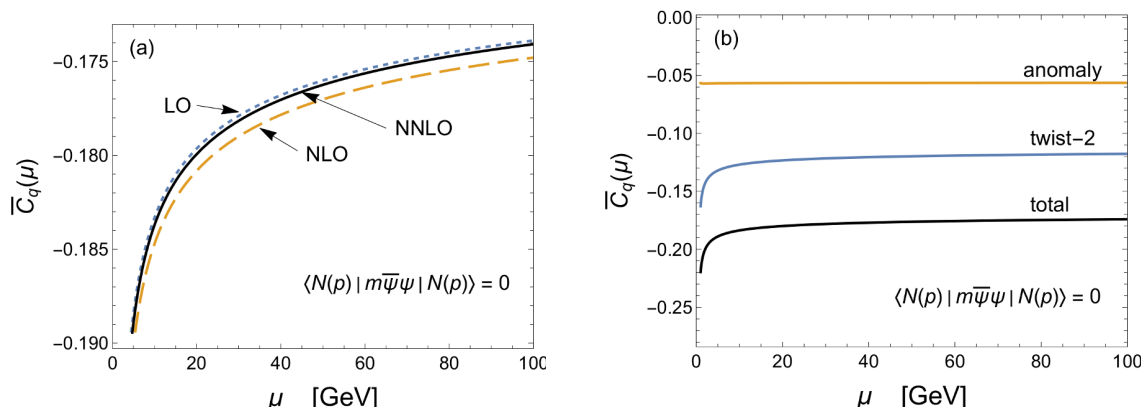 (a)
−0.175
−0.180
−0.185
−0.190
C̅q(μ)
LO
NNLO
NLO
⟨N(p) | mψ̅ψ | N(p)⟩ = 0
0 20 40 60 80 100
μ [GeV]
(b)
0.00
−0.05
−0.10
−0.15
−0.20
−0.25
C̅q(μ)
anomaly
twist−2
total
⟨N(p) | mψ̅ψ | N(p)⟩ = 0
0 20 40 60 80 100
μ [GeV]